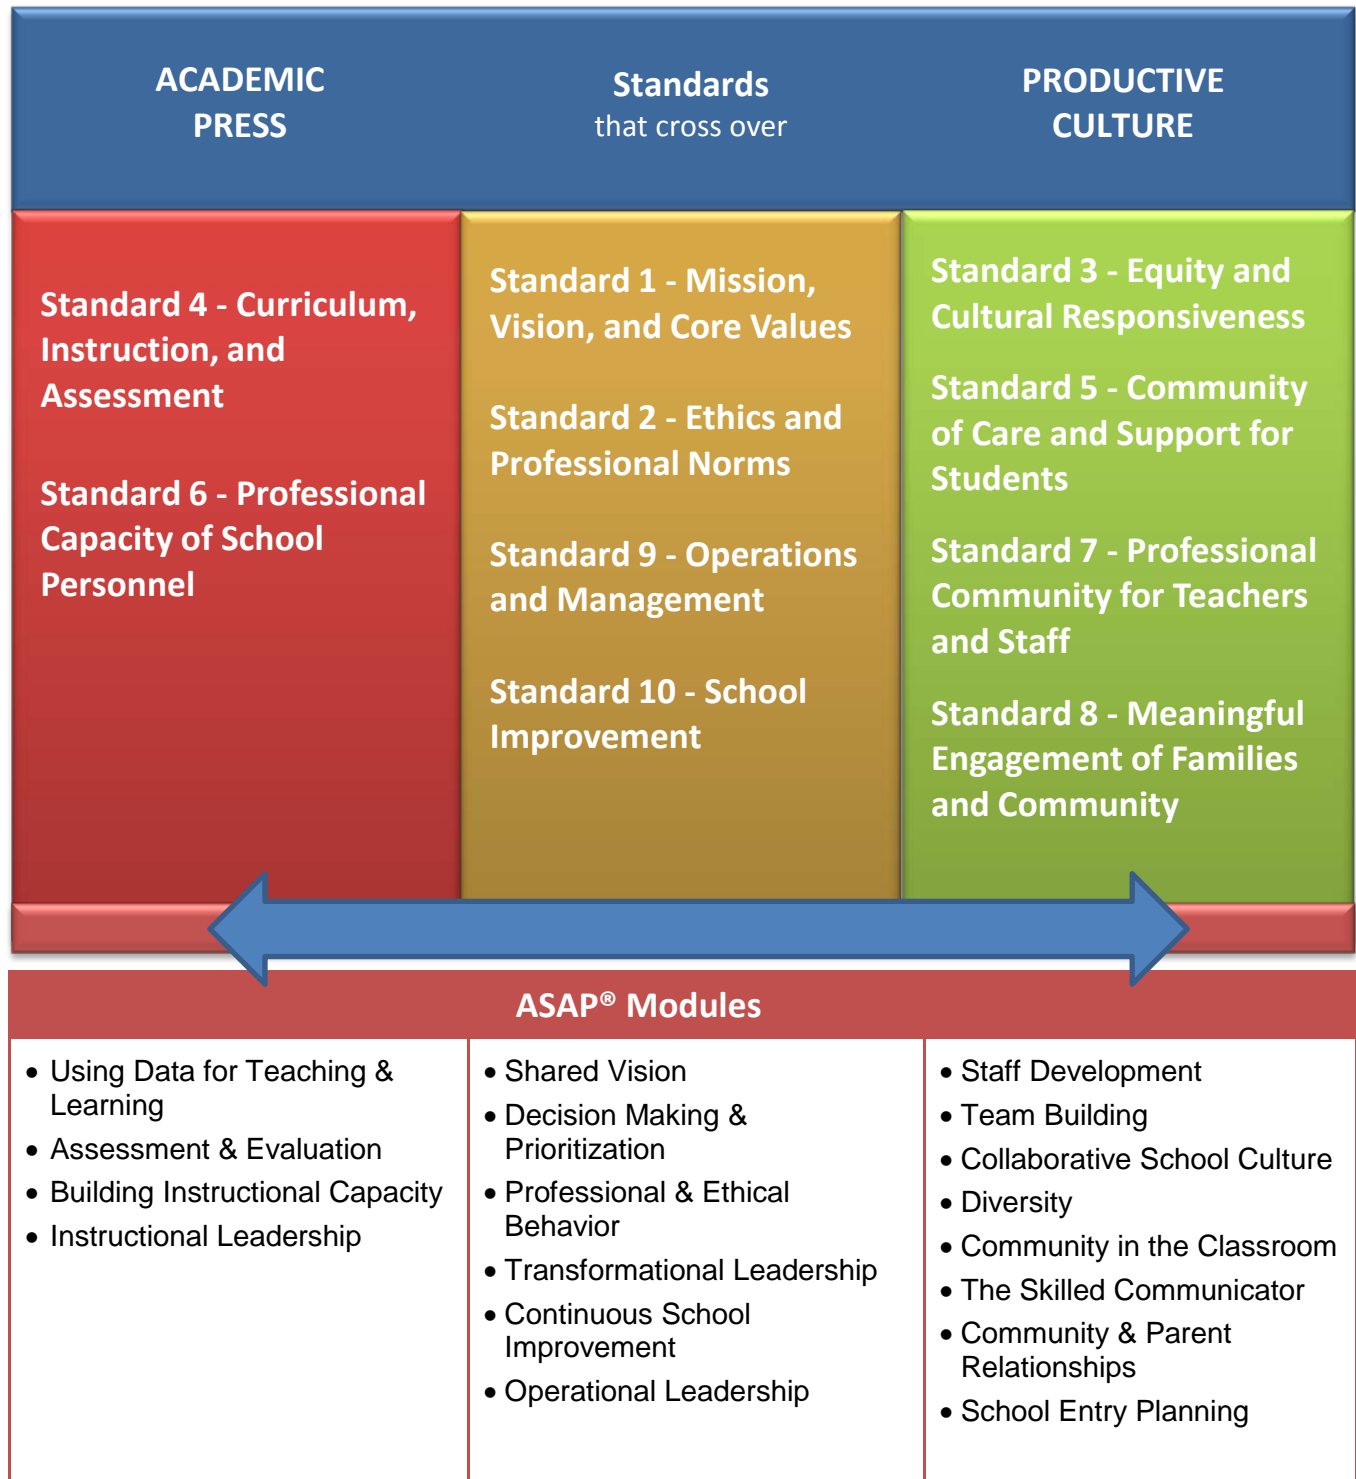 ACADEMIC
PRESS
Standards
that cross over
PRODUCTIVE
CULTURE
Standard 4 - Curriculum,
Instruction, and
Assessment
Standard 6 - Professional
Capacity of School
Personnel
Standard 1 - Mission,
Vision, and Core Values
Standard 2 - Ethics and
Professional Norms
Standard 9 - Operations
and Management
Standard 10 - School
Improvement
Standard 3 - Equity and
Cultural Responsiveness
Standard 5 - Community
of Care and Support for
Students
Standard 7 - Professional
Community for Teachers
and Staff
Standard 8 - Meaningful
Engagement of Families
and Community
ASAP® Modules
• Using Data for Teaching &
Learning
• Assessment & Evaluation
• Building Instructional Capacity
• Instructional Leadership
• Shared Vision
• Decision Making &
Prioritization
• Professional & Ethical
Behavior
• Transformational Leadership
• Continuous School
Improvement
• Operational Leadership
• Staff Development
• Team Building
• Collaborative School Culture
• Diversity
• Community in the Classroom
• The Skilled Communicator
• Community & Parent
Relationships
• School Entry Planning